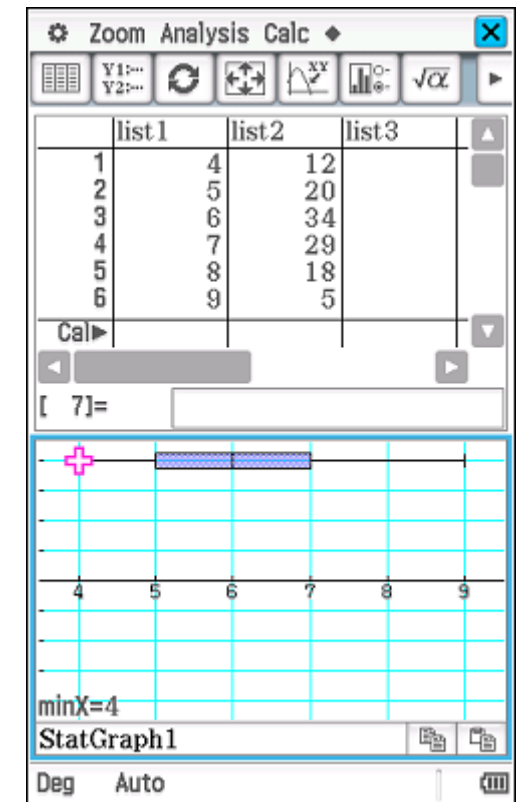 Zoom Analysis Calc
Y1:··· Y2:··· XY √α
list1 list2 list3
1 4 12
2 5 20
3 6 34
4 7 29
5 8 18
6 9 5
Cal▶
[ 7]=
4 5 6 7 8 9
minX=4
StatGraph1
Deg Auto